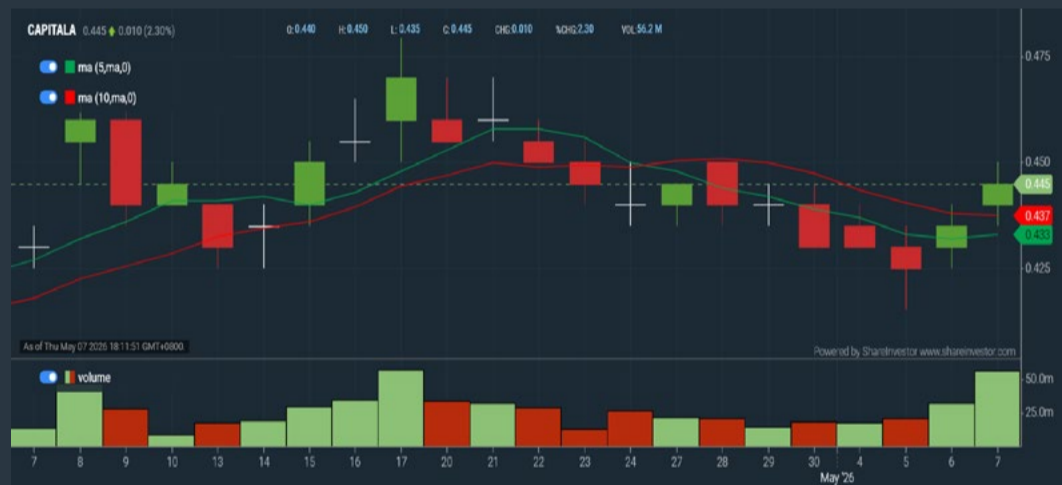 CAPITALA 0.445 0.010 (2.30%) O:0.440 H:0.450 L:0.435 C:0.445 CHG:0.010 %CHG:2.30 VOL:56.2 M
ma (5,ma,0)
ma (10,ma,0)
0.475
0.450
0.445
0.437
0.433
0.425
As of Thu May 07 2026 18:11:51 GMT+0800
Powered by ShareInvestor www.shareinvestor.com
volume
50.0m
25.0m
7 8 9 10 13 14 15 16 17 20 21 22 23 24 27 28 29 30 4 5 6 7
May '26